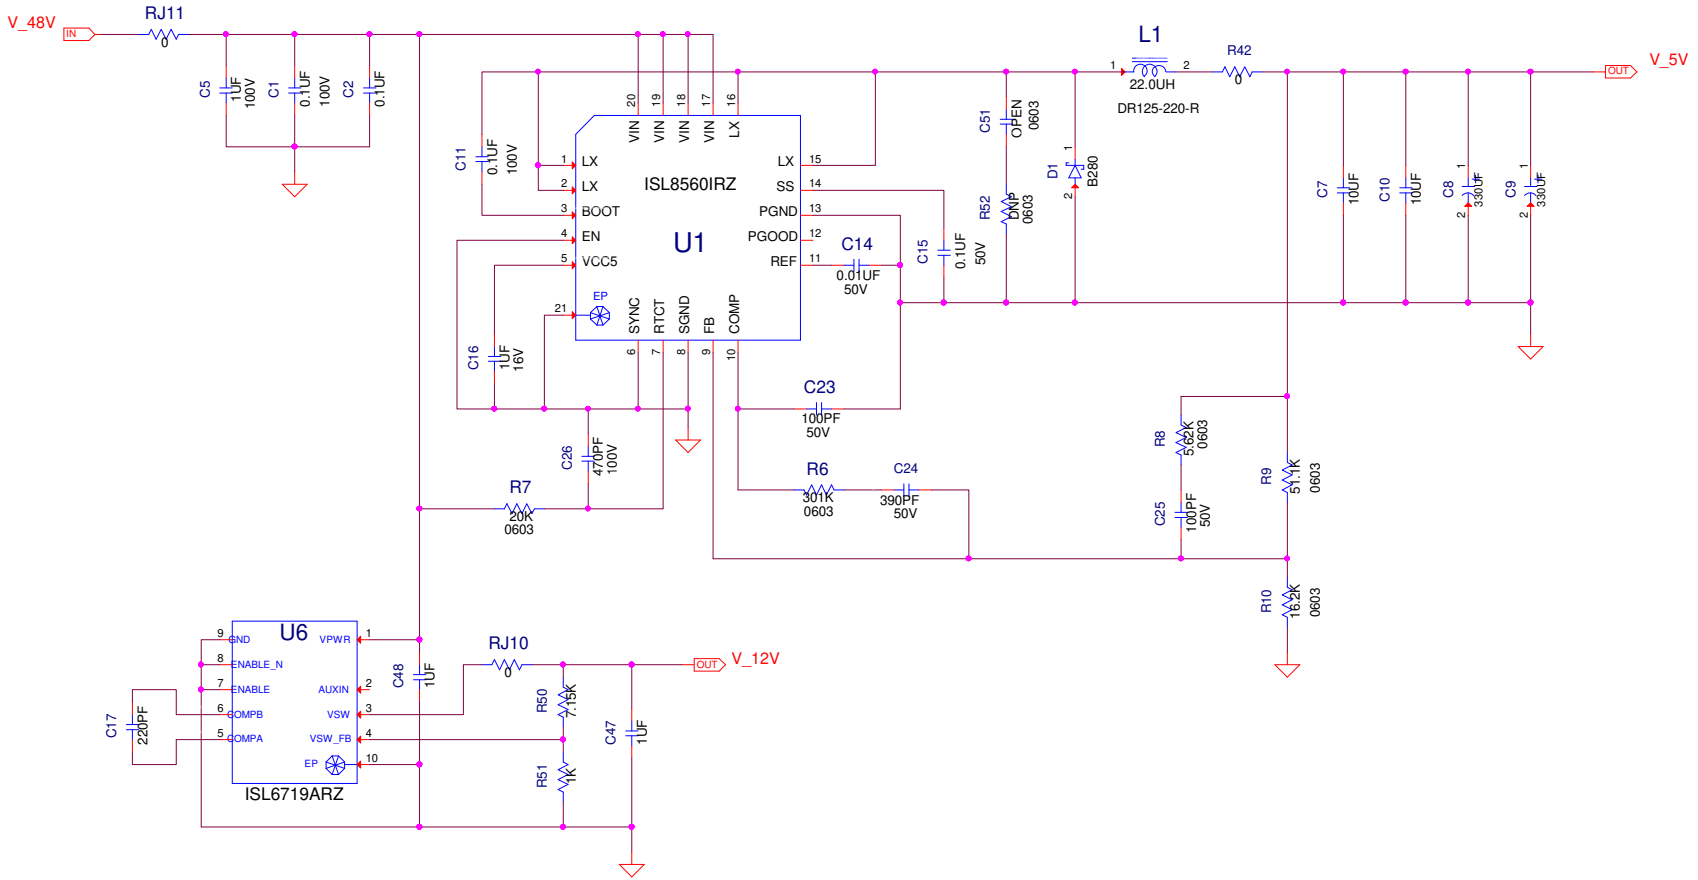 V_48V
IN
RJ11
0
C5
1UF
100V
C1
0.1UF
100V
C2
0.1UF
L1
1
2
22.0UH
DR125-220-R
R42
0
OUT
V_5V
20
19
18
17
16
VIN
VIN
VIN
VIN
LX
C11
0.1UF
100V
1
LX
2
LX
3
BOOT
4
EN
5
VCC5
21
EP
ISL8560IRZ
U1
LX
15
SS
14
PGND
13
PGOOD
12
REF
11
SYNC
RTCT
SGND
FB
COMP
6
7
8
9
10
C14
0.01UF
50V
C15
0.1UF
50V
C51
OPEN
0603
R52
DNP
0603
D1
1
2
B280
C7
10UF
C10
10UF
C8
1
2
330UF
C9
1
2
330UF
C16
1UF
16V
C23
100PF
50V
C26
470PF
100V
R6
301K
0603
C24
390PF
50V
R7
20K
0603
R8
5.62K
0603
C25
100PF
50V
R9
51.1K
0603
R10
16.2K
0603
U6
9
GND
8
ENABLE_N
7
ENABLE
6
COMPB
5
COMPA
VPWR
1
AUXIN
2
VSW
3
VSW_FB
4
EP
10
ISL6719ARZ
C17
220PF
C48
1UF
RJ10
0
OUT
V_12V
R50
7.15K
R51
1K
C47
1UF